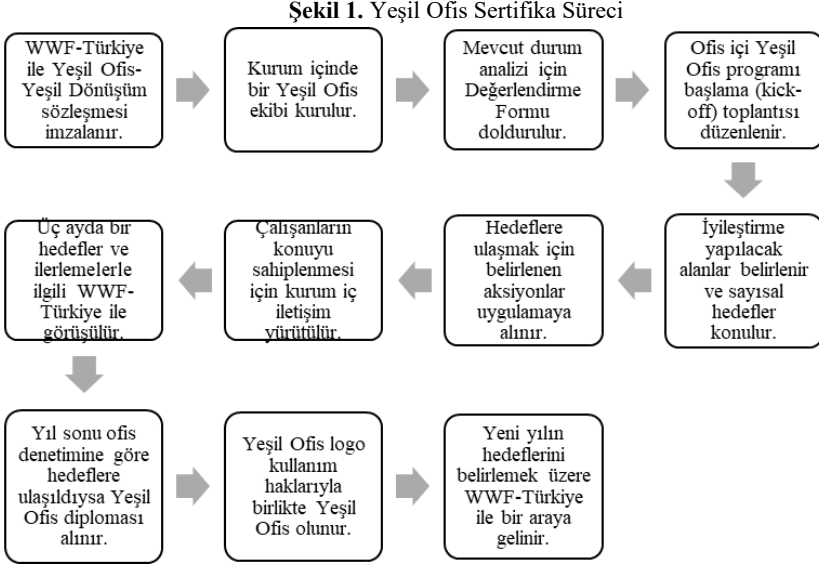 Şekil 1. Yeşil Ofis Sertifika Süreci
WWF-Türkiye
ile Yeşil Ofis-
Yeşil Dönüşüm
sözleşmesi
imzalanır.
Kurum içinde
bir Yeşil Ofis
ekibi kurulur.
Mevcut durum
analizi için
Değerlendirme
Formu
doldurulur.
Ofis içi Yeşil
Ofis programı
başlama (kick-
off) toplantısı
düzenlenir.
İyileştirme
yapılacak
alanlar belirlenir
ve sayısal
hedefler
konulur.
Hedeflere
ulaşmak için
belirlenen
aksiyonlar
uygulamaya
alınır.
Çalışanların
konuyu
sahiplenmesi
için kurum iç
iletişim
yürütülür.
Üç ayda bir
hedefler ve
ilerlemelerle
ilgili WWF-
Türkiye ile
görüşülür.
Yıl sonu ofis
denetimine göre
hedeflere
ulaşıldıysa Yeşil
Ofis diploması
alınır.
Yeşil Ofis logo
kullanım
haklarıyla
birlikte Yeşil
Ofis olunur.
Yeni yılın
hedeflerini
belirlemek üzere
WWF-Türkiye
ile bir araya
gelinir.